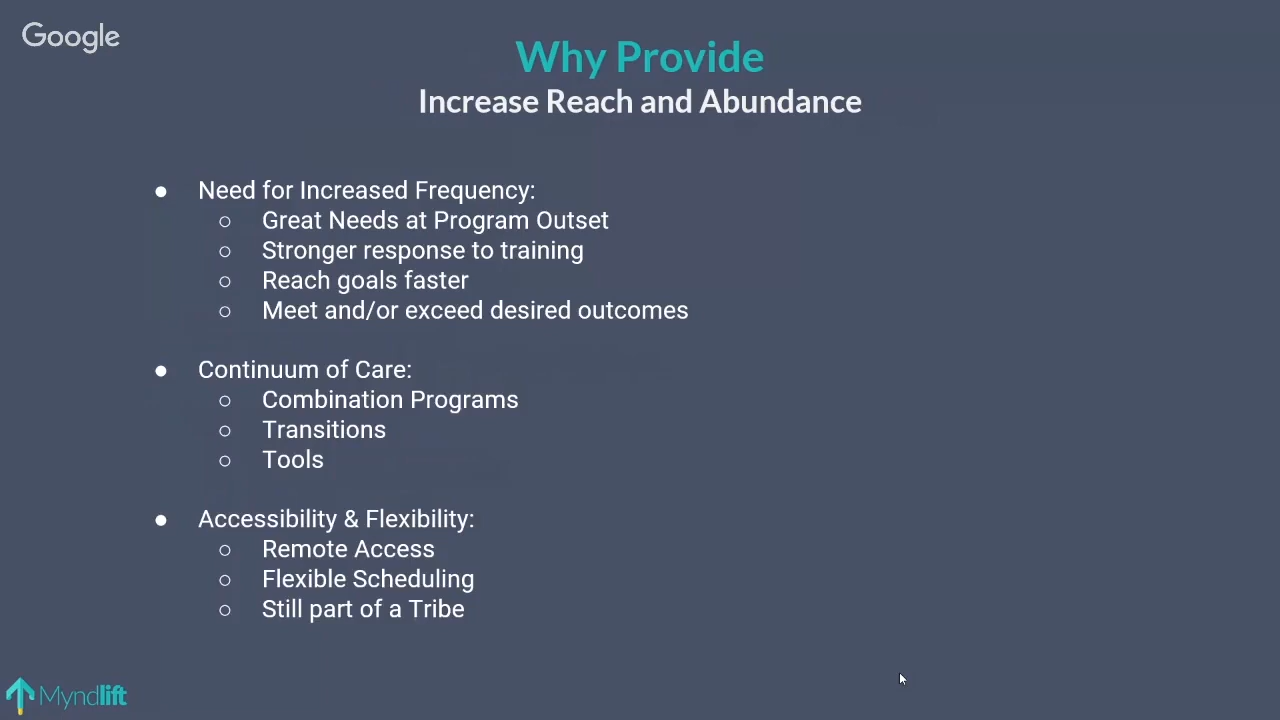 Google
Why Provide
Increase Reach and Abundance
● Need for Increased Frequency:
○ Great Needs at Program Outset
○ Stronger response to training
○ Reach goals faster
○ Meet and/or exceed desired outcomes
● Continuum of Care:
○ Combination Programs
○ Transitions
○ Tools
● Accessibility & Flexibility:
○ Remote Access
○ Flexible Scheduling
○ Still part of a Tribe
Myndlift